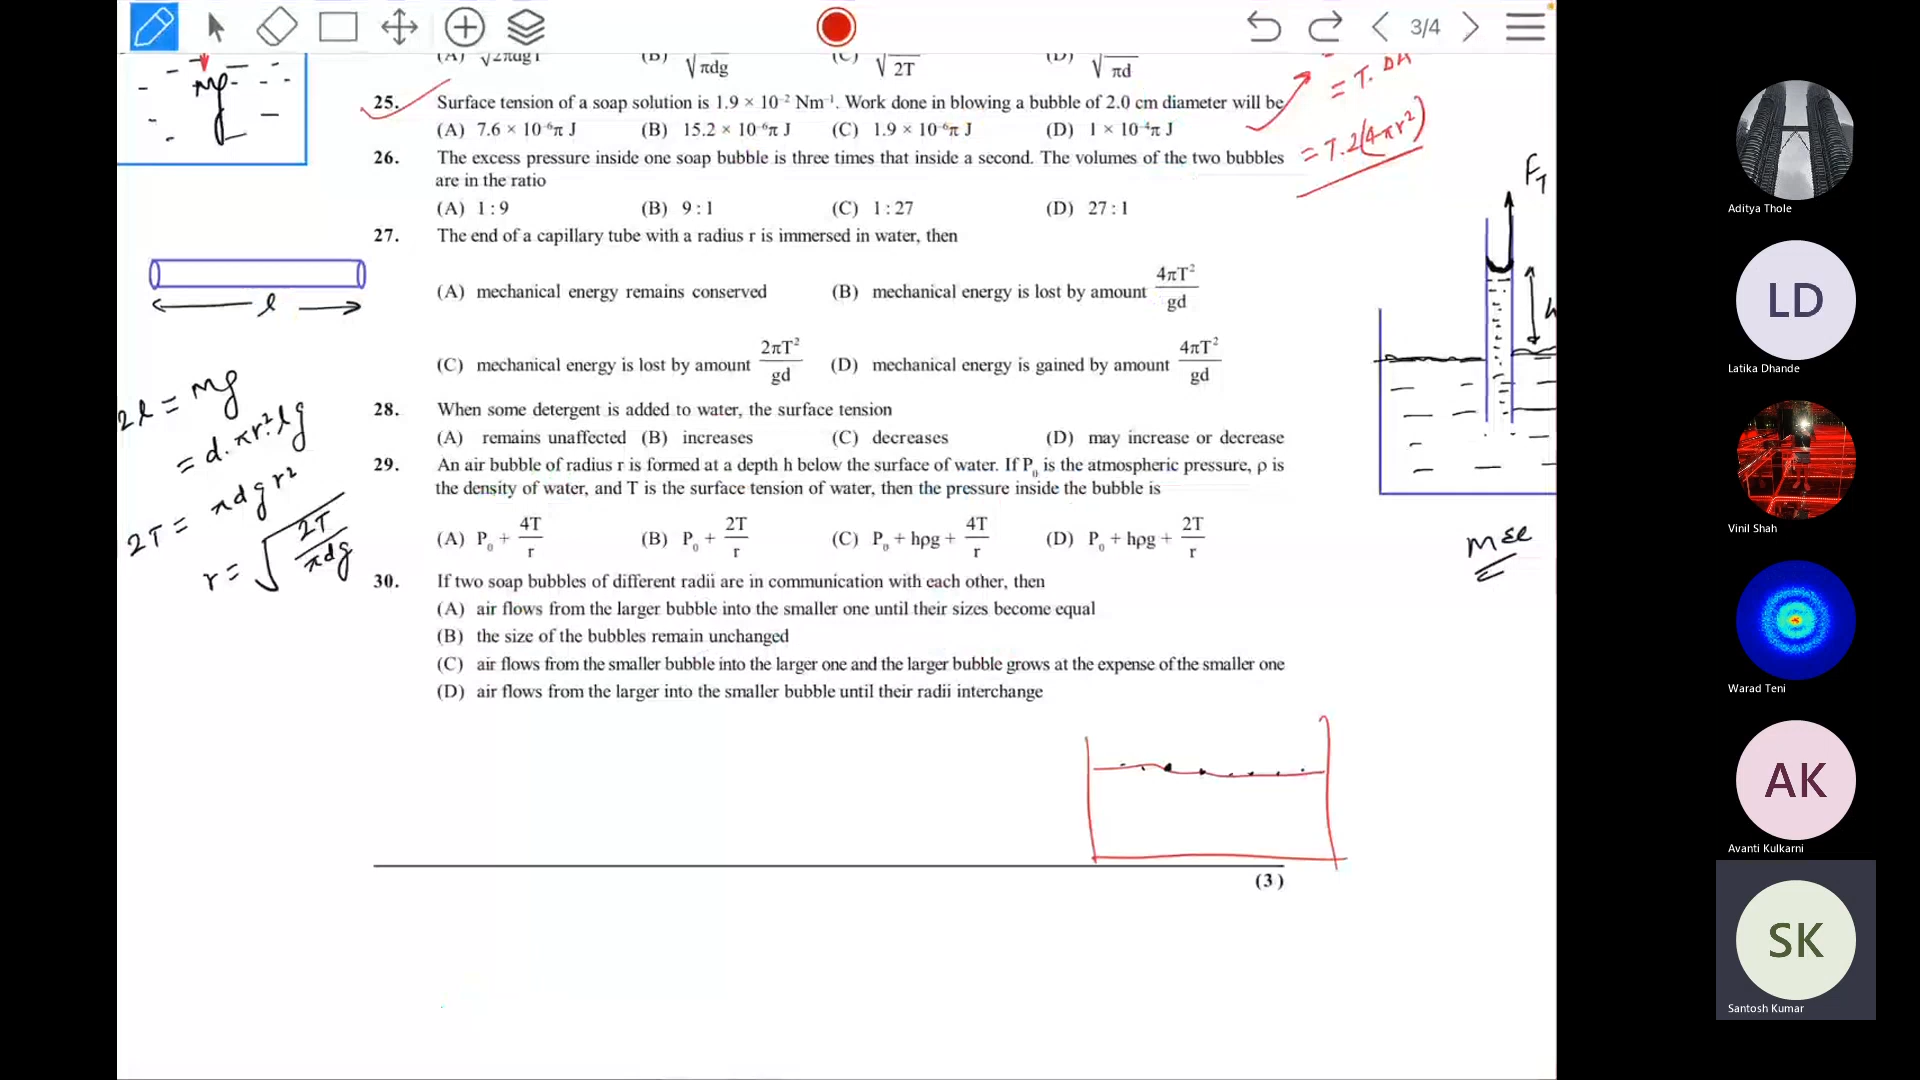 3/4
(A) √2πdgT (B) √πdg (C) √2T (D) √πd
mg
= T. ΔA
= T.2(4πr²)
25. Surface tension of a soap solution is 1.9 × 10⁻² Nm⁻¹. Work done in blowing a bubble of 2.0 cm diameter will be
(A) 7.6 × 10⁻⁶π J (B) 15.2 × 10⁻⁶π J (C) 1.9 × 10⁻⁶π J (D) 1 × 10⁻⁴π J
26. The excess pressure inside one soap bubble is three times that inside a second. The volumes of the two bubbles
are in the ratio
(A) 1 : 9 (B) 9 : 1 (C) 1 : 27 (D) 27 : 1
27. The end of a capillary tube with a radius r is immersed in water, then
(A) mechanical energy remains conserved (B) mechanical energy is lost by amount 4πT²/gd
(C) mechanical energy is lost by amount 2πT²/gd (D) mechanical energy is gained by amount 4πT²/gd
28. When some detergent is added to water, the surface tension
(A) remains unaffected (B) increases (C) decreases (D) may increase or decrease
29. An air bubble of radius r is formed at a depth h below the surface of water. If P₀ is the atmospheric pressure, ρ is
the density of water, and T is the surface tension of water, then the pressure inside the bubble is
(A) P₀ + 4T/r (B) P₀ + 2T/r (C) P₀ + hρg + 4T/r (D) P₀ + hρg + 2T/r
30. If two soap bubbles of different radii are in communication with each other, then
(A) air flows from the larger bubble into the smaller one until their sizes become equal
(B) the size of the bubbles remain unchanged
(C) air flows from the smaller bubble into the larger one and the larger bubble grows at the expense of the smaller one
(D) air flows from the larger into the smaller bubble until their radii interchange
(3)
l
2l = mg
= d.πr².lg
2T = πdgr²
r = √2T/πdg
F_T
h
Aditya Thole
LD
Latika Dhande
Vinil Shah
Warad Teni
AK
Avanti Kulkarni
SK
Santosh Kumar